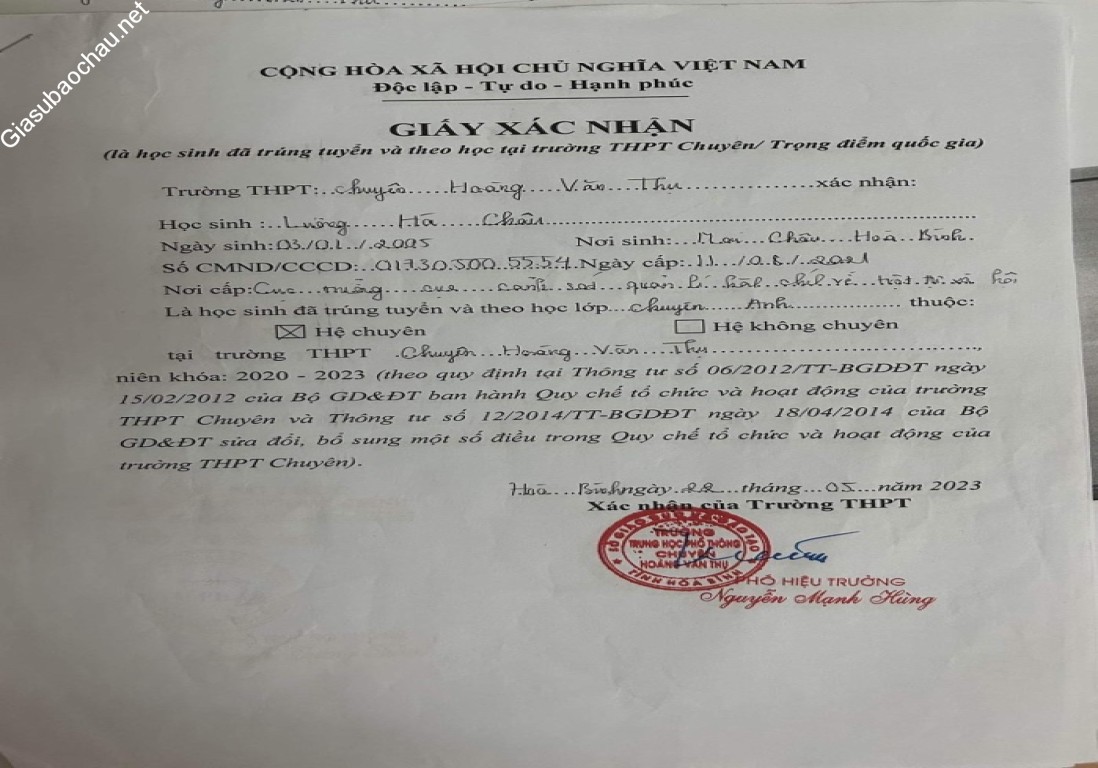 Giasubaochau.net
CỘNG HÒA XÃ HỘI CHỦ NGHĨA VIỆT NAM
Độc lập - Tự do - Hạnh phúc
GIẤY XÁC NHẬN
(là học sinh đã trúng tuyển và theo học tại trường THPT Chuyên/ Trọng điểm quốc gia)
Trường THPT: Chuyên Hoàng Văn Thụ xác nhận:
Học sinh : Lường Hà Châu
Ngày sinh: 03/01/2005 Nơi sinh: Mai Châu Hoà Bình
Số CMND/CCCD: 017305005554 Ngày cấp: 11/08/2021
Nơi cấp: Cục cục cảnh sát quản lí hành chính về trật tự xã hội
Là học sinh đã trúng tuyển và theo học lớp chuyên Anh thuộc:
Hệ chuyên Hệ không chuyên
tại trường THPT Chuyên Hoàng Văn Thụ,
niên khóa: 2020 - 2023 (theo quy định tại Thông tư số 06/2012/TT-BGDĐT ngày
15/02/2012 của Bộ GD&ĐT ban hành Quy chế tổ chức và hoạt động của trường
THPT Chuyên và Thông tư số 12/2014/TT-BGDĐT ngày 18/04/2014 của Bộ
GD&ĐT sửa đổi, bổ sung một số điều trong Quy chế tổ chức và hoạt động của
trường THPT Chuyên).
Hoà Bình ngày 22 tháng 05 năm 2023
Xác nhận của Trường THPT
SỞ GIÁO DỤC VÀ ĐÀO TẠO
TRƯỜNG
TRUNG HỌC PHỔ THÔNG
CHUYÊN
HOÀNG VĂN THỤ
TỈNH HÒA BÌNH
PHÓ HIỆU TRƯỞNG
Nguyễn Mạnh Hùng